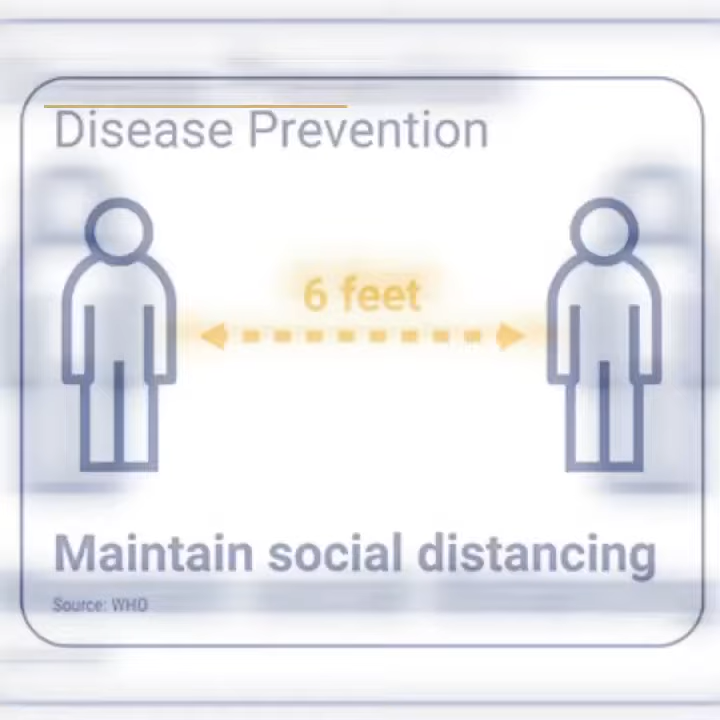 Disease Prevention
6 feet
Maintain social distancing
Source: WHO